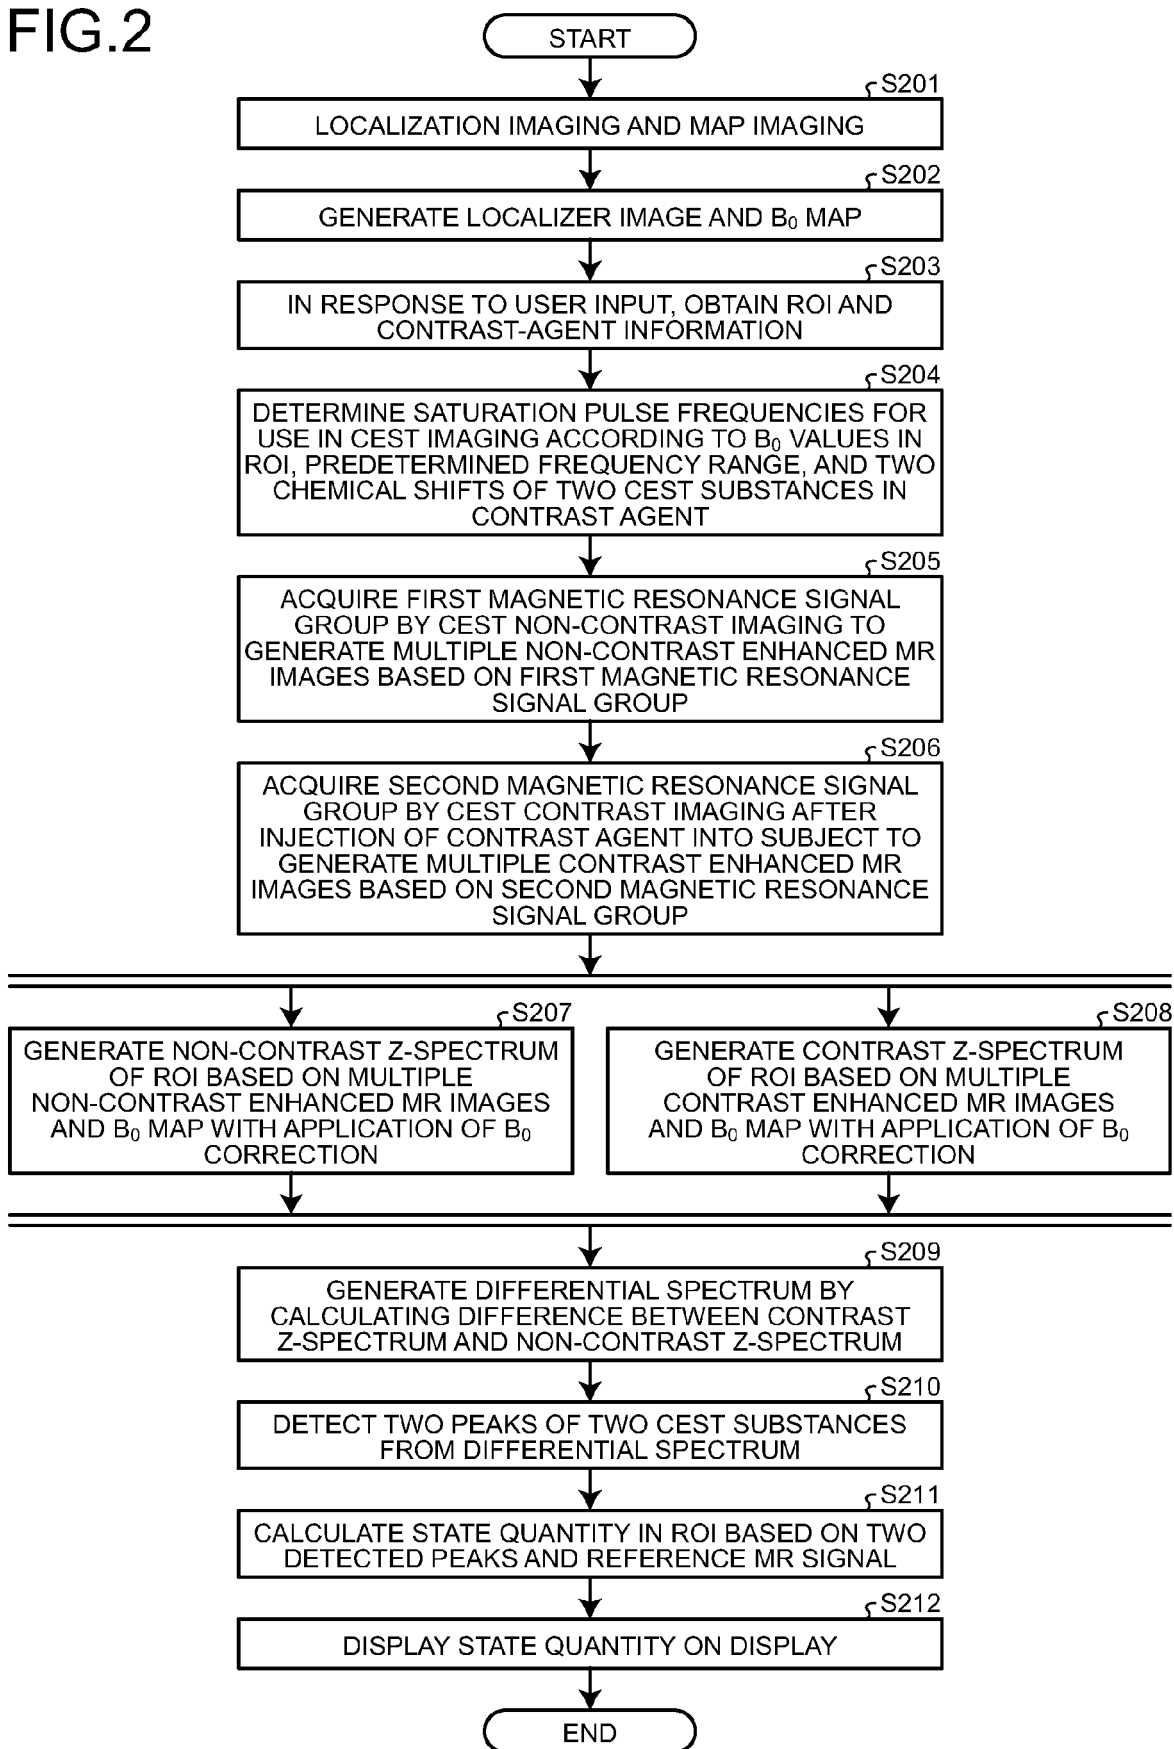 FIG.2
START
S201
LOCALIZATION IMAGING AND MAP IMAGING
S202
GENERATE LOCALIZER IMAGE AND B₀ MAP
S203
IN RESPONSE TO USER INPUT, OBTAIN ROI AND
CONTRAST-AGENT INFORMATION
S204
DETERMINE SATURATION PULSE FREQUENCIES FOR
USE IN CEST IMAGING ACCORDING TO B₀ VALUES IN
ROI, PREDETERMINED FREQUENCY RANGE, AND TWO
CHEMICAL SHIFTS OF TWO CEST SUBSTANCES IN
CONTRAST AGENT
S205
ACQUIRE FIRST MAGNETIC RESONANCE SIGNAL
GROUP BY CEST NON-CONTRAST IMAGING TO
GENERATE MULTIPLE NON-CONTRAST ENHANCED MR
IMAGES BASED ON FIRST MAGNETIC RESONANCE
SIGNAL GROUP
S206
ACQUIRE SECOND MAGNETIC RESONANCE SIGNAL
GROUP BY CEST CONTRAST IMAGING AFTER
INJECTION OF CONTRAST AGENT INTO SUBJECT TO
GENERATE MULTIPLE CONTRAST ENHANCED MR
IMAGES BASED ON SECOND MAGNETIC RESONANCE
SIGNAL GROUP
S207
GENERATE NON-CONTRAST Z-SPECTRUM
OF ROI BASED ON MULTIPLE
NON-CONTRAST ENHANCED MR IMAGES
AND B₀ MAP WITH APPLICATION OF B₀
CORRECTION
S208
GENERATE CONTRAST Z-SPECTRUM
OF ROI BASED ON MULTIPLE
CONTRAST ENHANCED MR IMAGES
AND B₀ MAP WITH APPLICATION OF B₀
CORRECTION
S209
GENERATE DIFFERENTIAL SPECTRUM BY
CALCULATING DIFFERENCE BETWEEN CONTRAST
Z-SPECTRUM AND NON-CONTRAST Z-SPECTRUM
S210
DETECT TWO PEAKS OF TWO CEST SUBSTANCES
FROM DIFFERENTIAL SPECTRUM
S211
CALCULATE STATE QUANTITY IN ROI BASED ON TWO
DETECTED PEAKS AND REFERENCE MR SIGNAL
S212
DISPLAY STATE QUANTITY ON DISPLAY
END